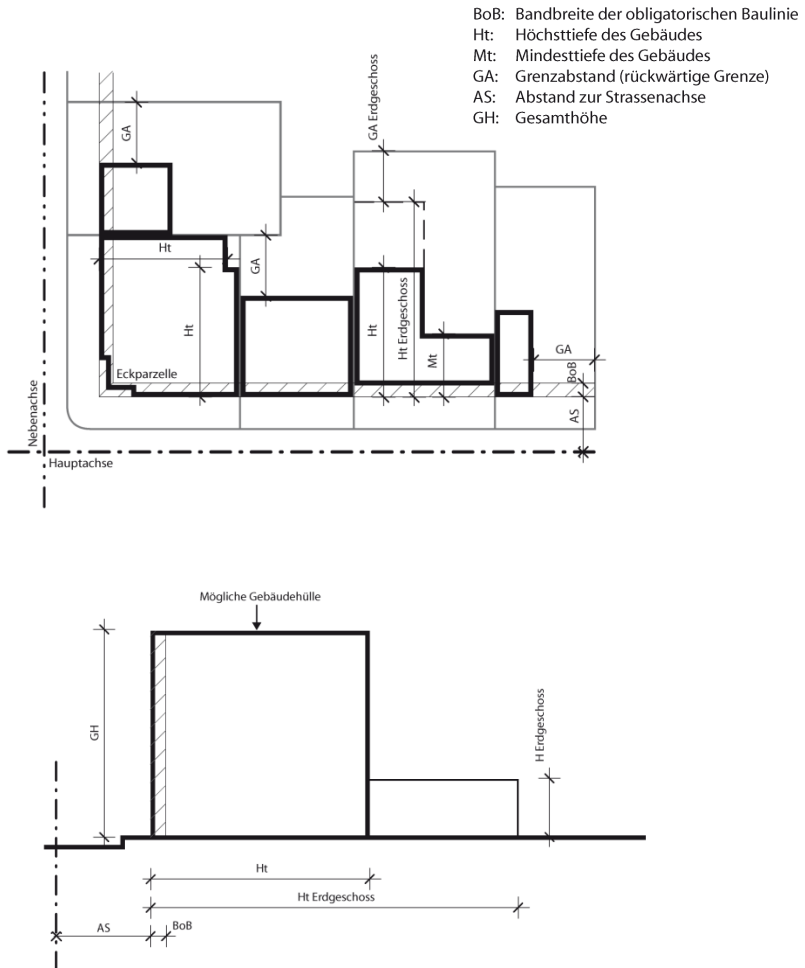 BoB: Bandbreite der obligatorischen Baulinie
Ht: Höchsttiefe des Gebäudes
Mt: Mindesttiefe des Gebäudes
GA: Grenzabstand (rückwärtige Grenze)
AS: Abstand zur Strassenachse
GH: Gesamthöhe
GA
GA Erdgeschoss
Ht
GA
Ht
Ht
Ht Erdgeschoss
Mt
GA
BoB
Eckparzelle
AS
Nebenachse
Hauptachse
Mögliche Gebäudehülle
GH
H Erdgeschoss
Ht
Ht Erdgeschoss
AS
BoB